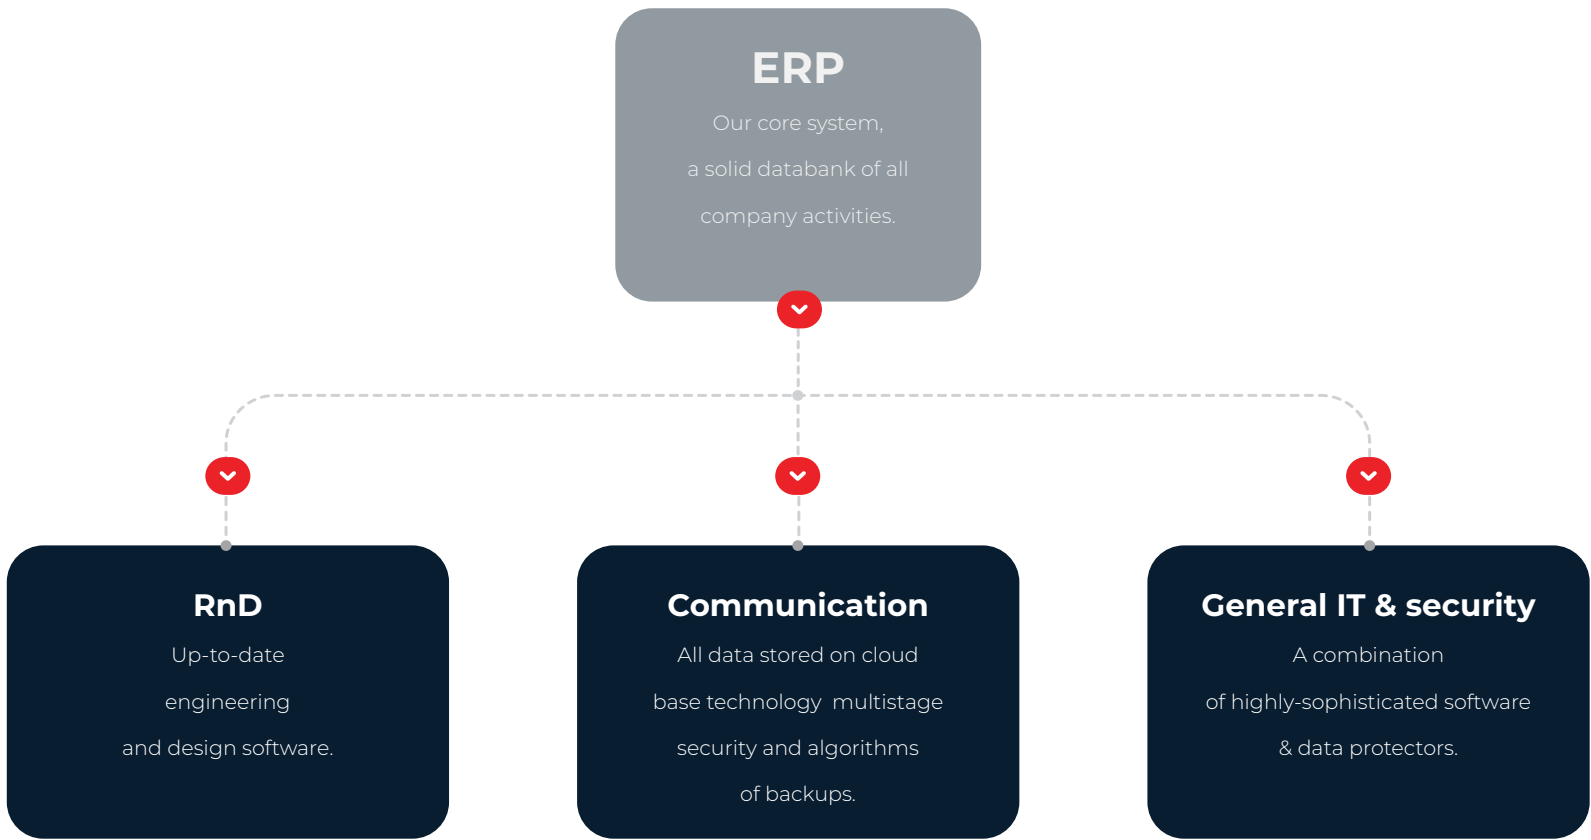 ERP
Our core system,
a solid databank of all
company activities.
RnD
Up-to-date
engineering
and design software.
Communication
All data stored on cloud
base technology  multistage
security and algorithms
of backups.
General IT & security
A combination
of highly-sophisticated software
& data protectors.